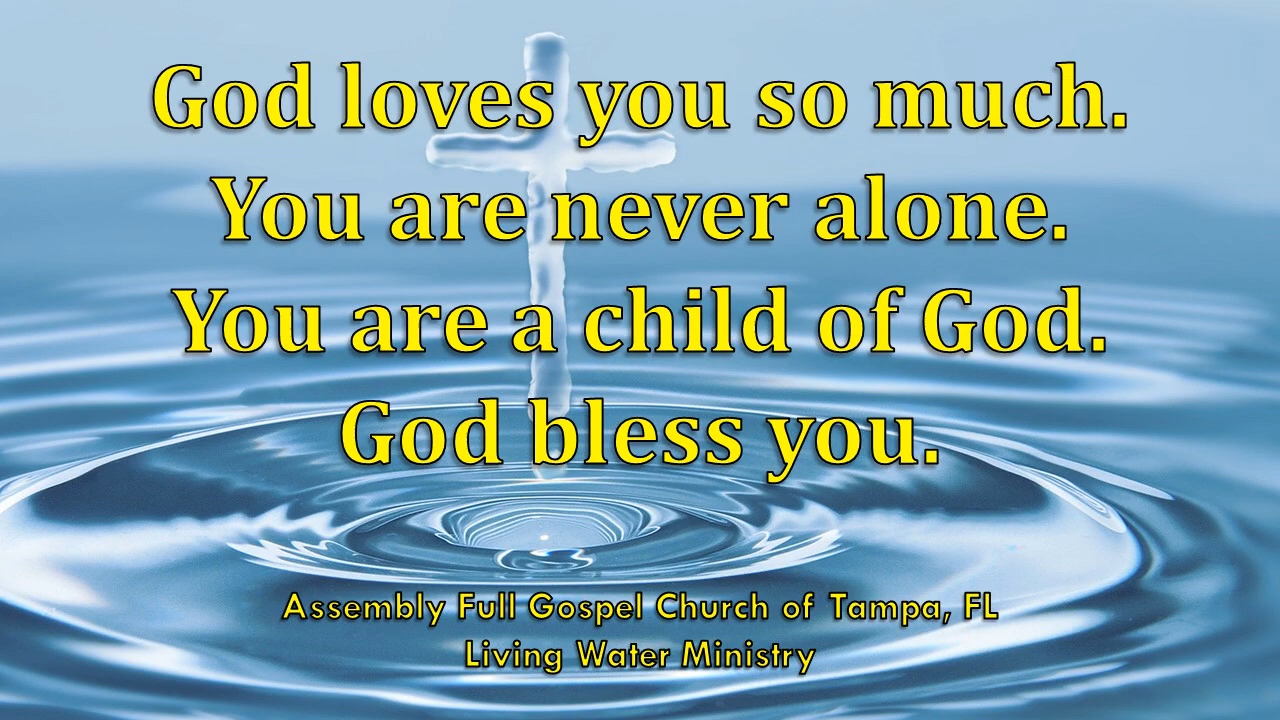 God loves you so much.
You are never alone.
You are a child of God.
God bless you.
Assembly Full Gospel Church of Tampa, FL
Living Water Ministry